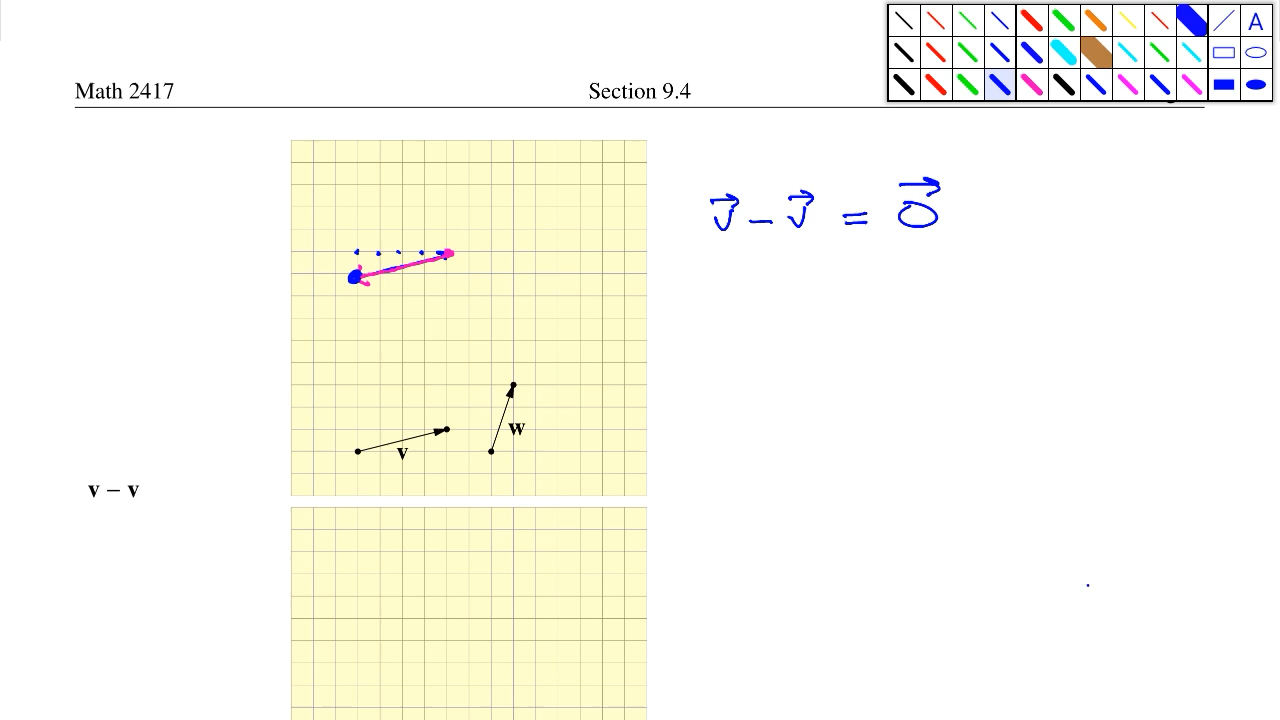 A
Math 2417 Section 9.4
v⃗ − v⃗ = 0⃗
w
v
v − v